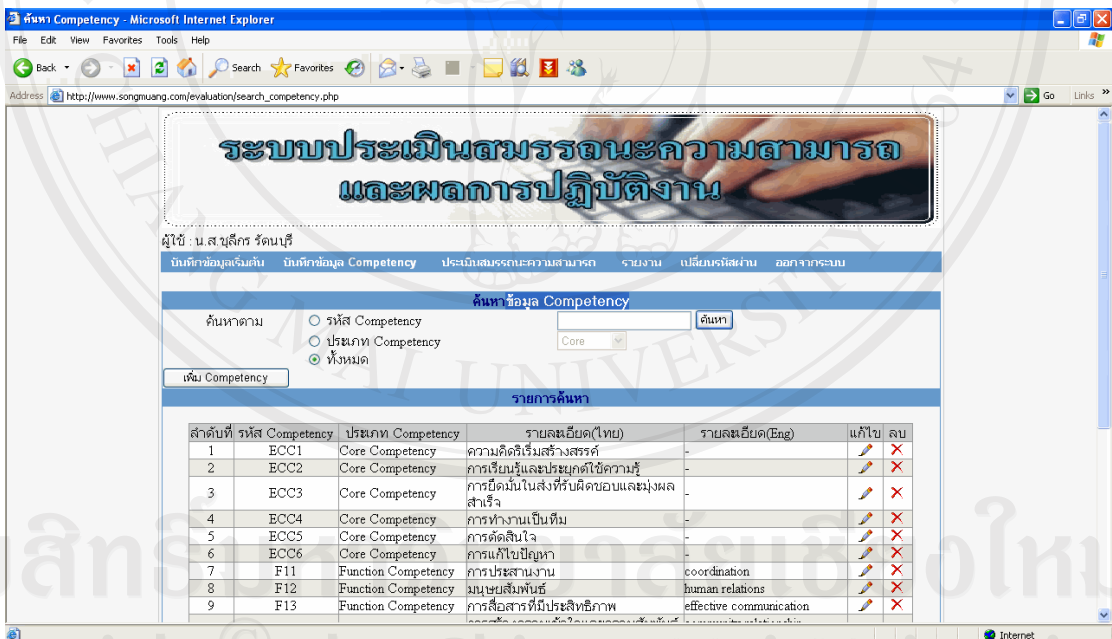 ค้นหา Competency - Microsoft Internet Explorer
File Edit View Favorites Tools Help
Back Search Favorites
Address http://www.songmuang.com/evaluation/search_competency.php Go Links »
ระบบประเมินสมรรถนะความสามารถ
และผลการปฏิบัติงาน
ผู้ใช้ : น.ส.ชุลีกร รัตนบุรี
บันทึกข้อมูลเริ่มต้น บันทึกข้อมูล Competency ประเมินสมรรถนะความสามารถ รายงาน เปลี่ยนรหัสผ่าน ออกจากระบบ
ค้นหาข้อมูล Competency
ค้นหาตาม รหัส Competency ค้นหา
ประเภท Competency Core
ทั้งหมด
เพิ่ม Competency
รายการค้นหา
ลำดับที่ รหัส Competency ประเภท Competency รายละเอียด(ไทย) รายละเอียด(Eng) แก้ไข ลบ
1 ECC1 Core Competency ความคิดริเริ่มสร้างสรรค์ -
2 ECC2 Core Competency การเรียนรู้และประยุกต์ใช้ความรู้ -
3 ECC3 Core Competency การยึดมั่นในส่งที่รับผิดชอบและมุ่งผลสำเร็จ -
4 ECC4 Core Competency การทำงานเป็นทีม -
5 ECC5 Core Competency การตัดสินใจ -
6 ECC6 Core Competency การแก้ไขปัญหา -
7 F11 Function Competency การประสานงาน coordination
8 F12 Function Competency มนุษยสัมพันธ์ human relations
9 F13 Function Competency การสื่อสารที่มีประสิทธิภาพ effective communication
Internet
CHIANG MAI UNIVERSITY 64